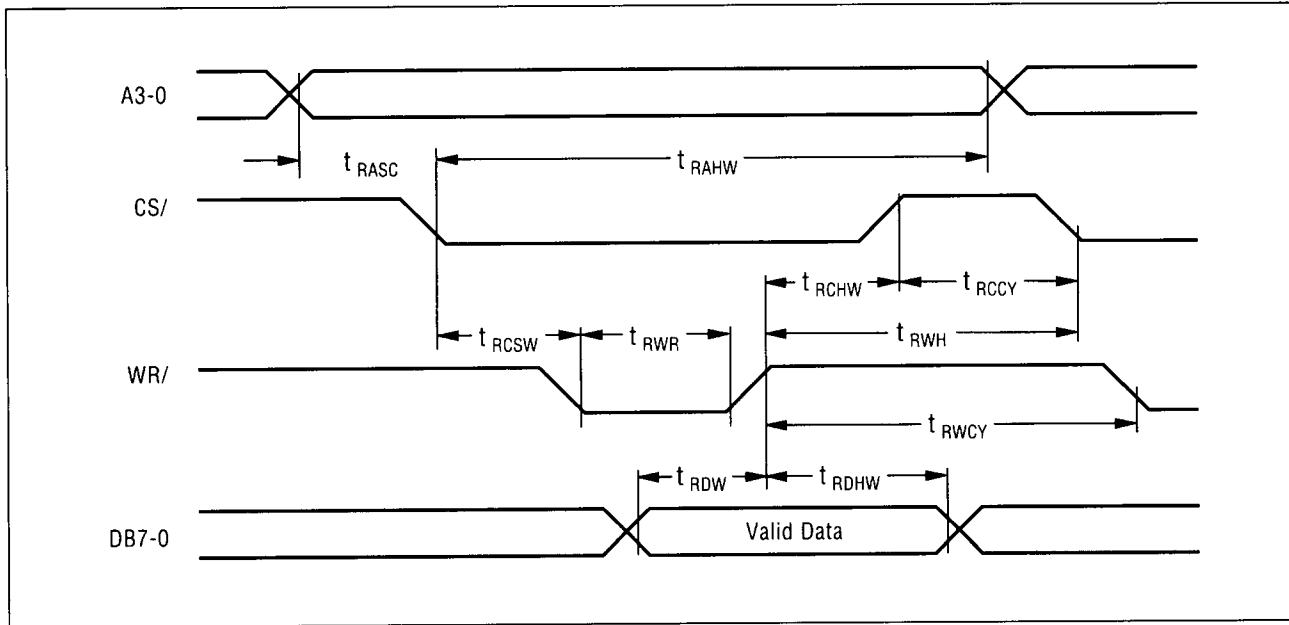 A3-0
t RASC
t RAHW
CS/
t RCHW
t RCCY
t RCSW
t RWR
t RWH
WR/
t RWCY
t RDW
t RDHW
DB7-0
Valid Data